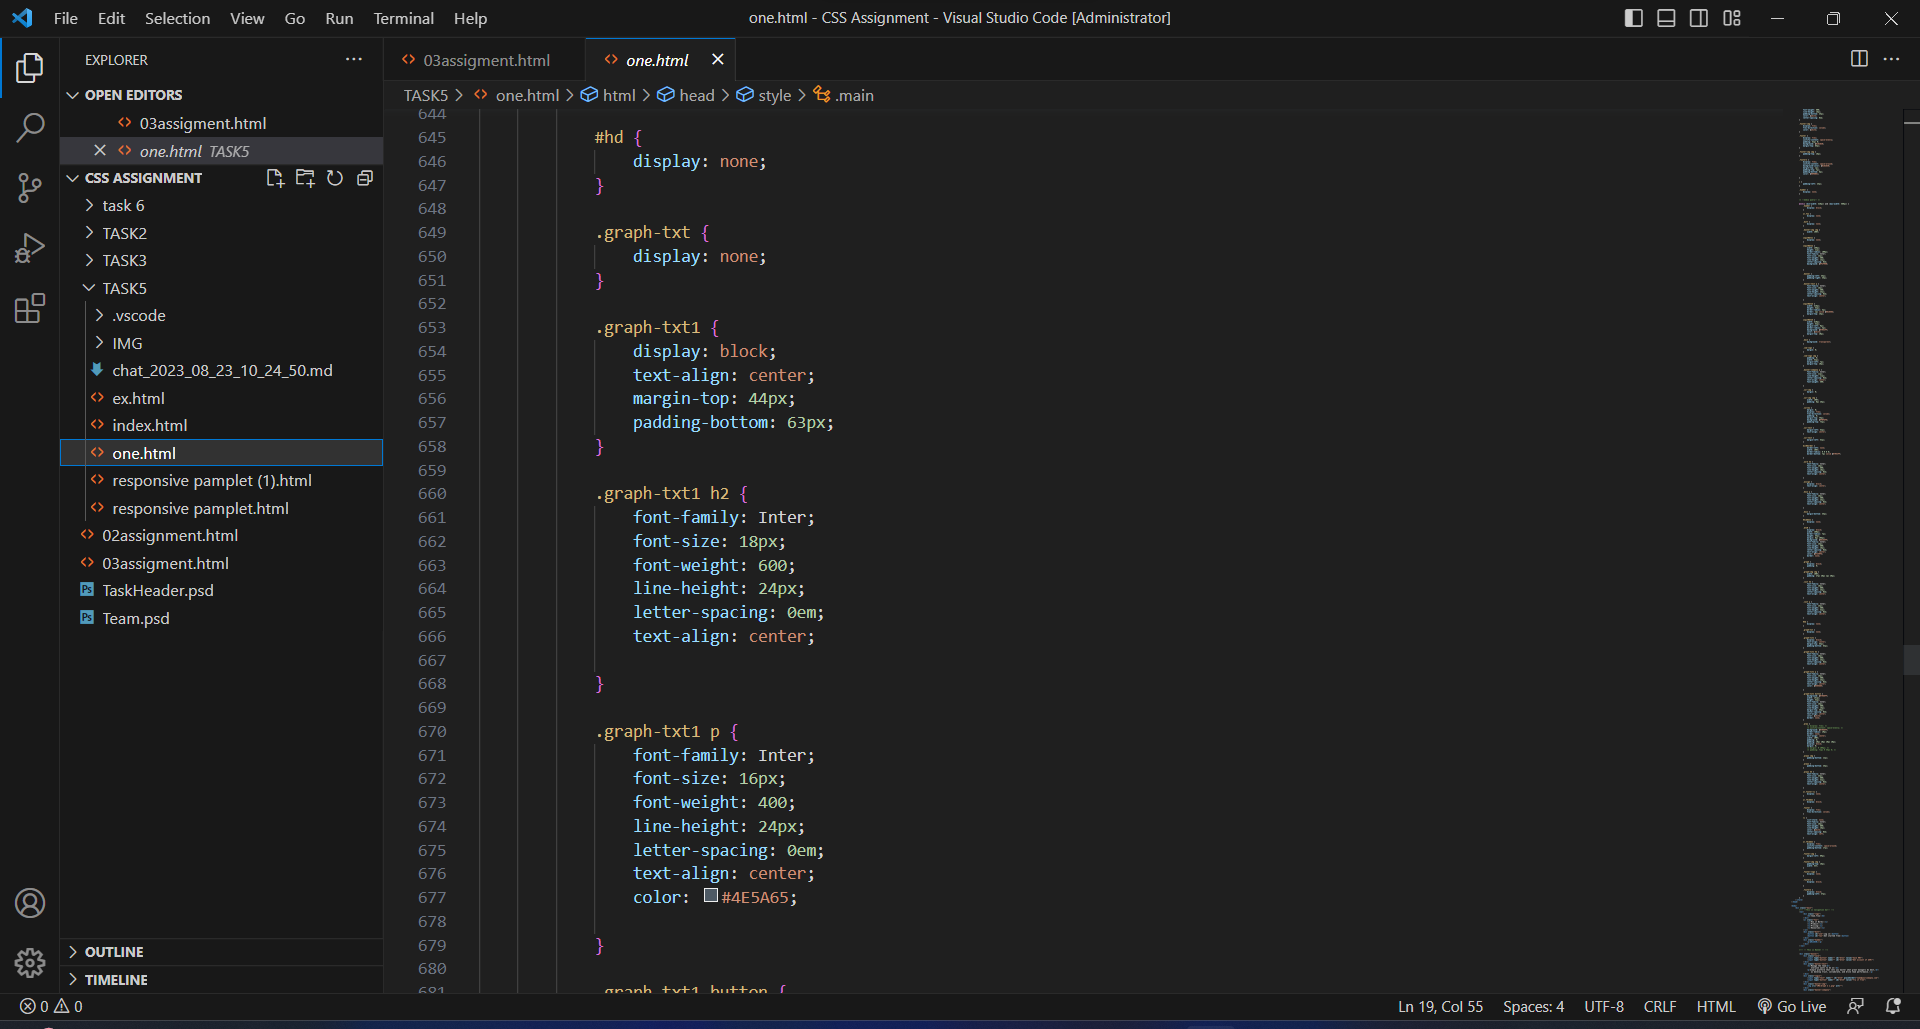 File Edit Selection View Go Run Terminal Help
one.html - CSS Assignment - Visual Studio Code [Administrator]
EXPLORER
OPEN EDITORS
03assigment.html
one.html TASK5
CSS ASSIGNMENT
task 6
TASK2
TASK3
TASK5
.vscode
IMG
chat_2023_08_23_10_24_50.md
ex.html
index.html
one.html
responsive pamplet (1).html
responsive pamplet.html
02assignment.html
03assigment.html
Ps TaskHeader.psd
Ps Team.psd
OUTLINE
TIMELINE
03assigment.html one.html
TASK5 > one.html > html > head > style > .main
644
645 #hd {
646 display: none;
647 }
648
649 .graph-txt {
650 display: none;
651 }
652
653 .graph-txt1 {
654 display: block;
655 text-align: center;
656 margin-top: 44px;
657 padding-bottom: 63px;
658 }
659
660 .graph-txt1 h2 {
661 font-family: Inter;
662 font-size: 18px;
663 font-weight: 600;
664 line-height: 24px;
665 letter-spacing: 0em;
666 text-align: center;
667
668 }
669
670 .graph-txt1 p {
671 font-family: Inter;
672 font-size: 16px;
673 font-weight: 400;
674 line-height: 24px;
675 letter-spacing: 0em;
676 text-align: center;
677 color: #4E5A65;
678
679 }
680
681 .graph-txt1 button {
0 0
Ln 19, Col 55 Spaces: 4 UTF-8 CRLF HTML Go Live